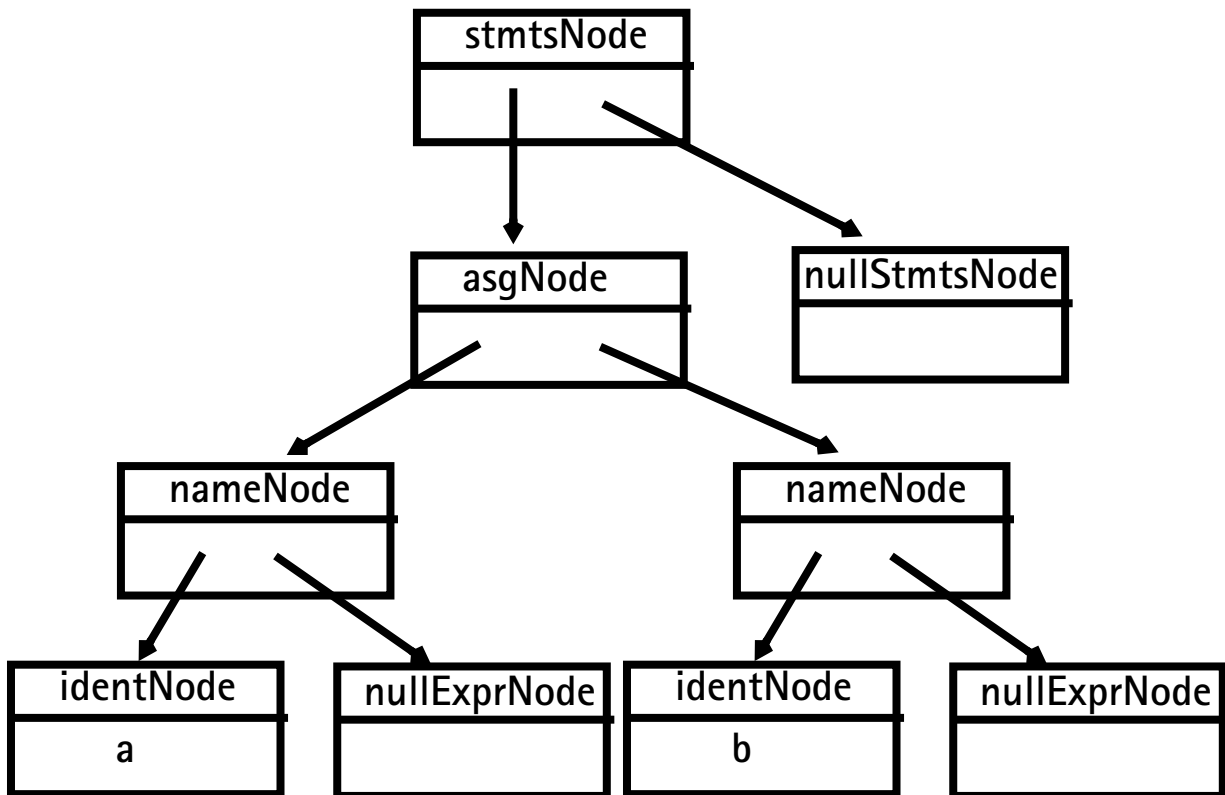 stmtsNode
asgNode
nullStmtsNode
nameNode
nameNode
identNode
a
nullExprNode
identNode
b
nullExprNode